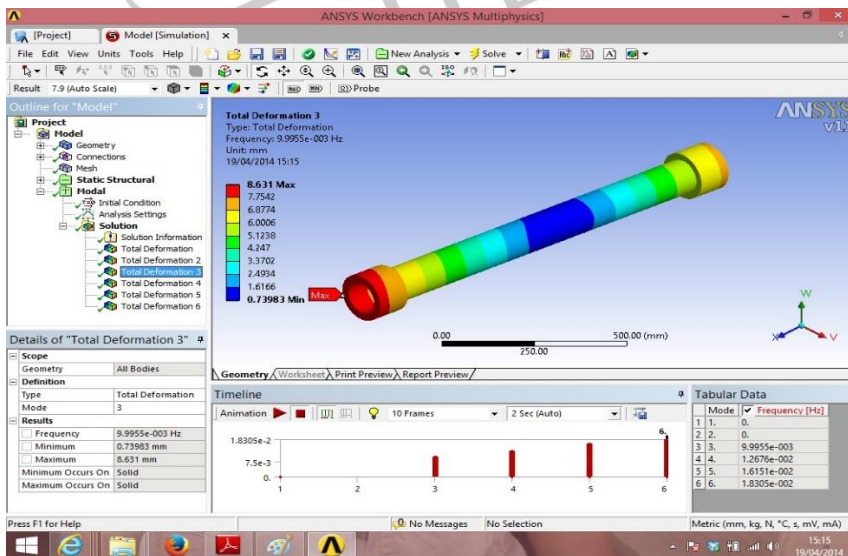 ANSYS Workbench [ANSYS Multiphysics]
[Project]
Model [Simulation]
File Edit View Units Tools Help
New Analysis
Solve
Result 7.9 (Auto Scale)
Probe
Outline for "Model"
Project
Model
Geometry
Connections
Mesh
Static Structural
Modal
Initial Condition
Analysis Settings
Solution
Solution Information
Total Deformation
Total Deformation 2
Total Deformation 3
Total Deformation 4
Total Deformation 5
Total Deformation 6
Total Deformation 3
Type: Total Deformation
Frequency: 9.9955e-003 Hz
Unit: mm
19/04/2014 15:15
8.631 Max
7.7542
6.8774
6.0006
5.1238
4.247
3.3702
2.4934
1.6166
0.73983 Min
Max
ANSYS
v11
W
V
0.00
500.00 (mm)
250.00
Geometry Worksheet Print Preview Report Preview
Details of "Total Deformation 3"
Scope
Geometry All Bodies
Definition
Type Total Deformation
Mode 3
Results
Frequency 9.9955e-003 Hz
Minimum 0.73983 mm
Maximum 8.631 mm
Minimum Occurs On Solid
Maximum Occurs On Solid
Timeline
Animation
10 Frames
2 Sec (Auto)
6.
1.8305e-2
7.5e-3
0.
1 2 3 4 5 6
Tabular Data
Mode Frequency [Hz]
1 1. 0.
2 2. 0.
3 3. 9.9955e-003
4 4. 1.2676e-002
5 5. 1.6151e-002
6 6. 1.8305e-002
Press F1 for Help
No Messages
No Selection
Metric (mm, kg, N, °C, s, mV, mA)
15:15
19/04/2014